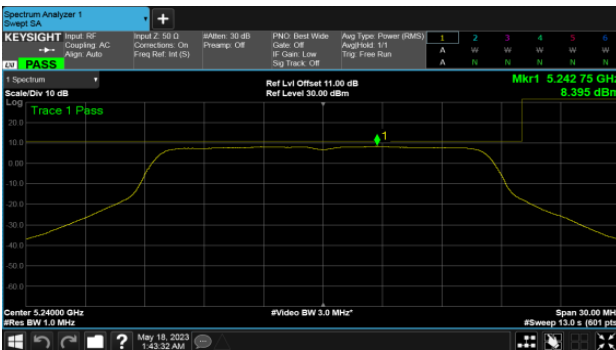 Spectrum Analyzer 1
Swept SA
KEYSIGHT Input: RF Input Z: 50 Ω #Atten: 30 dB PNO: Best Wide Avg Type: Power (RMS) 1 2 3 4 5 6
Coupling: AC Corrections: On Preamp: Off Gate: Off Avg|Hold: 1/1 A W W W W W
Align: Auto Freq Ref: Int (S) IF Gain: Low Trig: Free Run
Sig Track: Off A N N N N N
LXI PASS
1 Spectrum Ref Lvl Offset 11.00 dB Mkr1 5.242 75 GHz
Scale/Div 10 dB Ref Level 30.00 dBm 8.395 dBm
Log Trace 1 Pass
20.0
10.0
0.00
-10.0
-20.0
-30.0
-40.0
-50.0
-60.0
1
Center 5.24000 GHz #Video BW 3.0 MHz* Span 30.00 MH
#Res BW 1.0 MHz #Sweep 13.0 s (601 pts
? May 18, 2023
1:43:32 AM